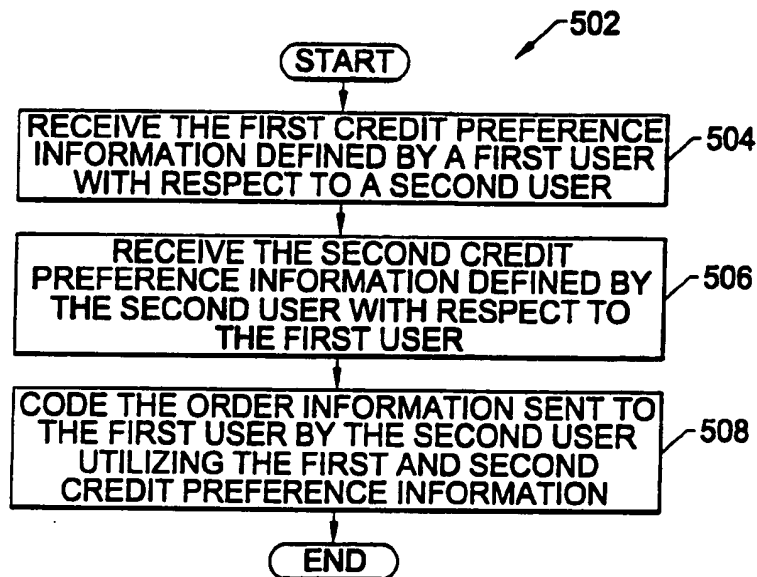 502
START
RECEIVE THE FIRST CREDIT PREFERENCE
INFORMATION DEFINED BY A FIRST USER
WITH RESPECT TO A SECOND USER
504
RECEIVE THE SECOND CREDIT
PREFERENCE INFORMATION DEFINED BY
THE SECOND USER WITH RESPECT TO
THE FIRST USER
506
CODE THE ORDER INFORMATION SENT TO
THE FIRST USER BY THE SECOND USER
UTILIZING THE FIRST AND SECOND
CREDIT PREFERENCE INFORMATION
508
END